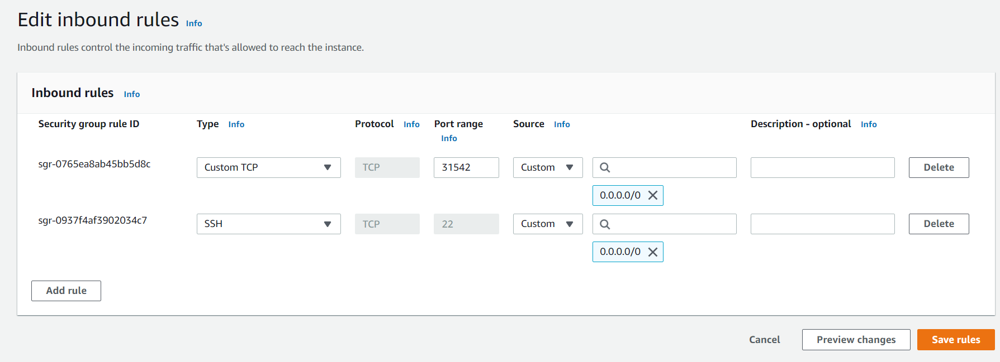 Edit inbound rules Info
Inbound rules control the incoming traffic that's allowed to reach the instance.
Inbound rules Info
Security group rule ID Type Info Protocol Info Port range Info Source Info Description - optional Info
sgr-0765ea8ab45bb5d8c Custom TCP TCP 31542 Custom Delete
0.0.0.0/0
sgr-0937f4af3902034c7 SSH TCP 22 Custom Delete
0.0.0.0/0
Add rule
Cancel Preview changes Save rules